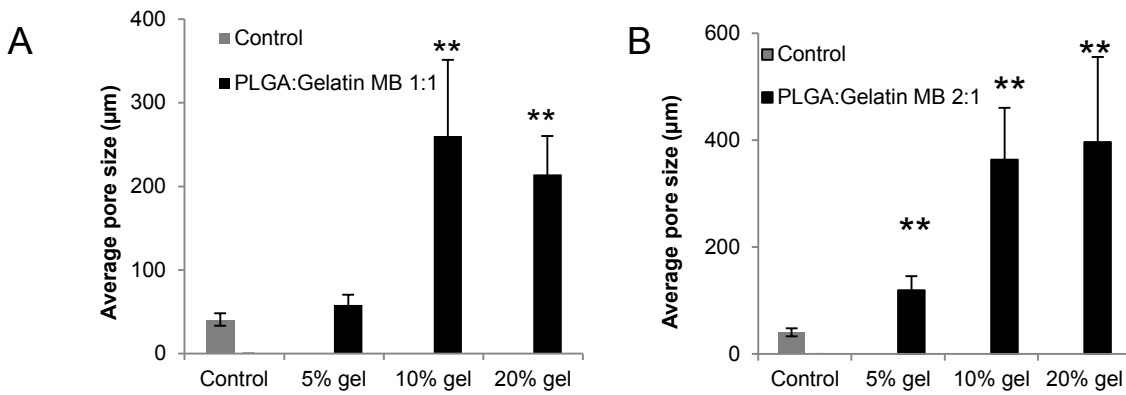 A
Average pore size (µm)
400
300
200
100
0
Control
PLGA:Gelatin MB 1:1
**
**
Control 5% gel 10% gel 20% gel
B
Average pore size (µm)
600
400
200
0
Control
PLGA:Gelatin MB 2:1
**
**
**
Control 5% gel 10% gel 20% gel